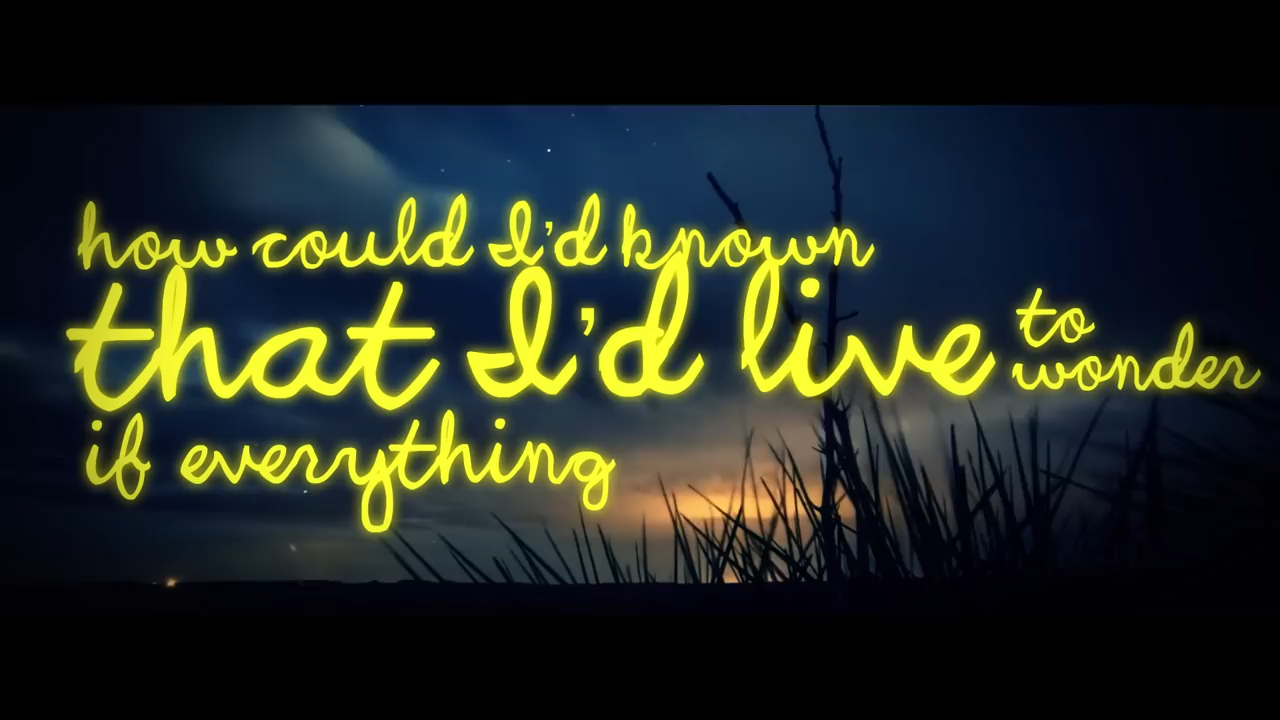 how could I'd known
that I'd live to
wonder
if everything